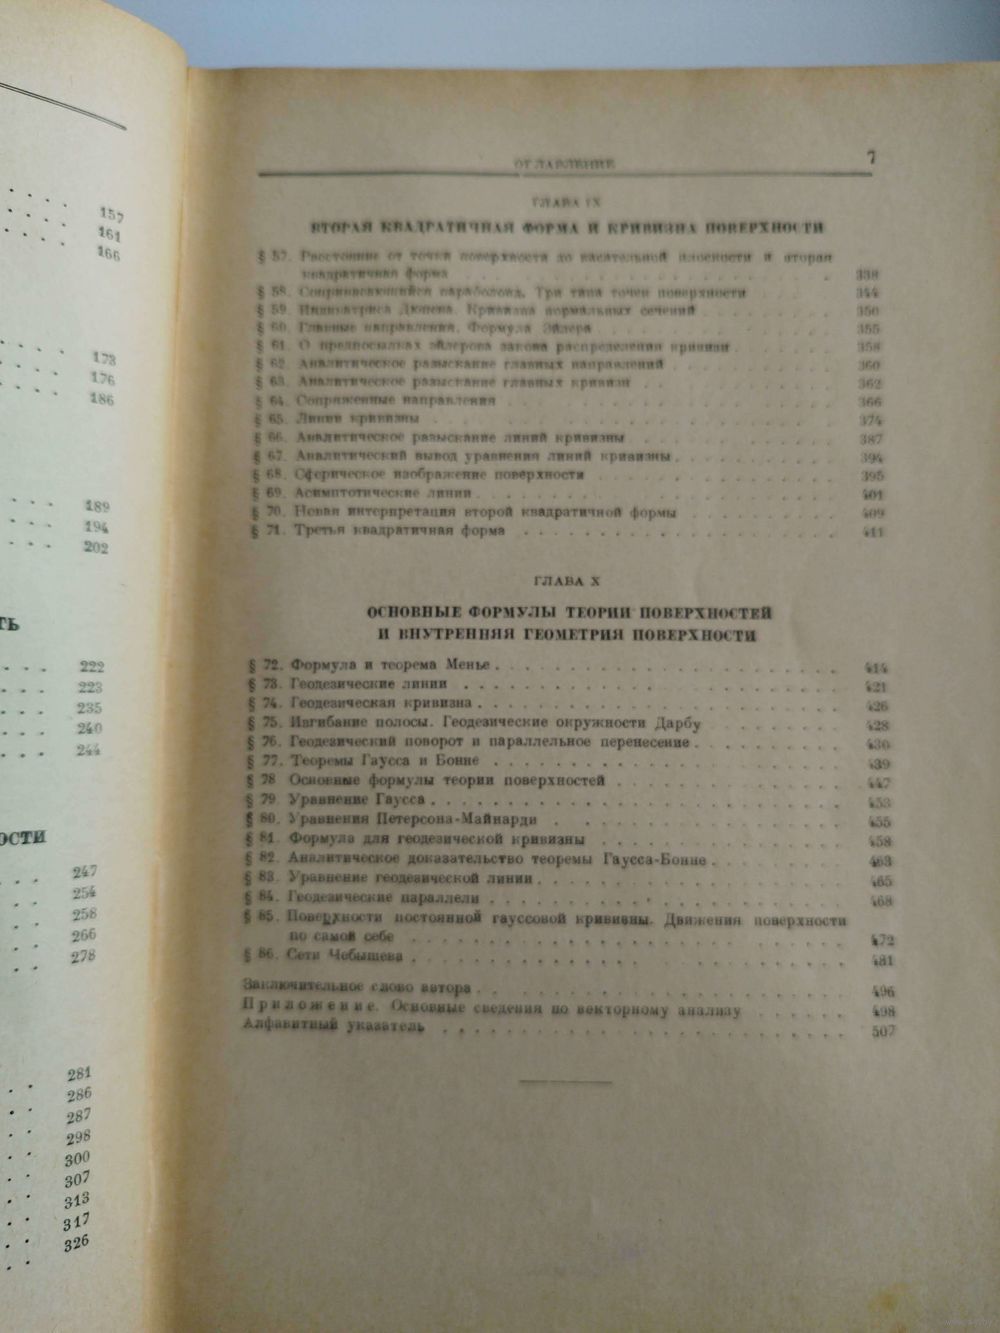 157
161
166
173
176
186
189
194
202
ТЬ
222
223
235
240
244
ОСТИ
247
254
258
266
278
281
286
287
298
300
307
313
317
326
ОГЛАВЛЕНИЕ 7
ГЛАВА IX
ВТОРАЯ КВАДРАТИЧНАЯ ФОРМА И КРИВИЗНА ПОВЕРХНОСТИ
§ 57. Расстояние от точки поверхности до касательной плоскости и вторая
квадратичная форма 338
§ 58. Соприкасающийся параболоид. Три типа точек поверхности 344
§ 59. Индикатриса Дюпена. Кривизна нормальных сечений 350
§ 60. Главные направления. Формула Эйлера 355
§ 61. О предпосылках эйлерова закона распределения кривизн 358
§ 62. Аналитическое разыскание главных направлений 360
§ 63. Аналитическое разыскание главных кривизн 362
§ 64. Сопряженные направления 366
§ 65. Линии кривизны 374
§ 66. Аналитическое разыскание линий кривизны 387
§ 67. Аналитический вывод уравнения линий кривизны 394
§ 68. Сферическое изображение поверхности 395
§ 69. Асимптотические линии 401
§ 70. Новая интерпретация второй квадратичной формы 409
§ 71. Третья квадратичная форма 411
ГЛАВА X
ОСНОВНЫЕ ФОРМУЛЫ ТЕОРИИ ПОВЕРХНОСТЕЙ
И ВНУТРЕННЯЯ ГЕОМЕТРИЯ ПОВЕРХНОСТИ
§ 72. Формула и теорема Менье 414
§ 73. Геодезические линии 421
§ 74. Геодезическая кривизна 426
§ 75. Изгибание полосы. Геодезические окружности Дарбу 428
§ 76. Геодезический поворот и параллельное перенесение 430
§ 77. Теоремы Гаусса и Бонне 439
§ 78 Основные формулы теории поверхностей 447
§ 79. Уравнение Гаусса 453
§ 80. Уравнения Петерсона-Майнарди 455
§ 81. Формула для геодезической кривизны 458
§ 82. Аналитическое доказательство теоремы Гаусса-Бонне 463
§ 83. Уравнение геодезической линии 465
§ 84. Геодезические параллели 468
§ 85. Поверхности постоянной гауссовой кривизны. Движения поверхности
по самой себе 472
§ 86. Сети Чебышева 481
Заключительное слово автора 496
Приложение. Основные сведения по векторному анализу 498
Алфавитный указатель 507